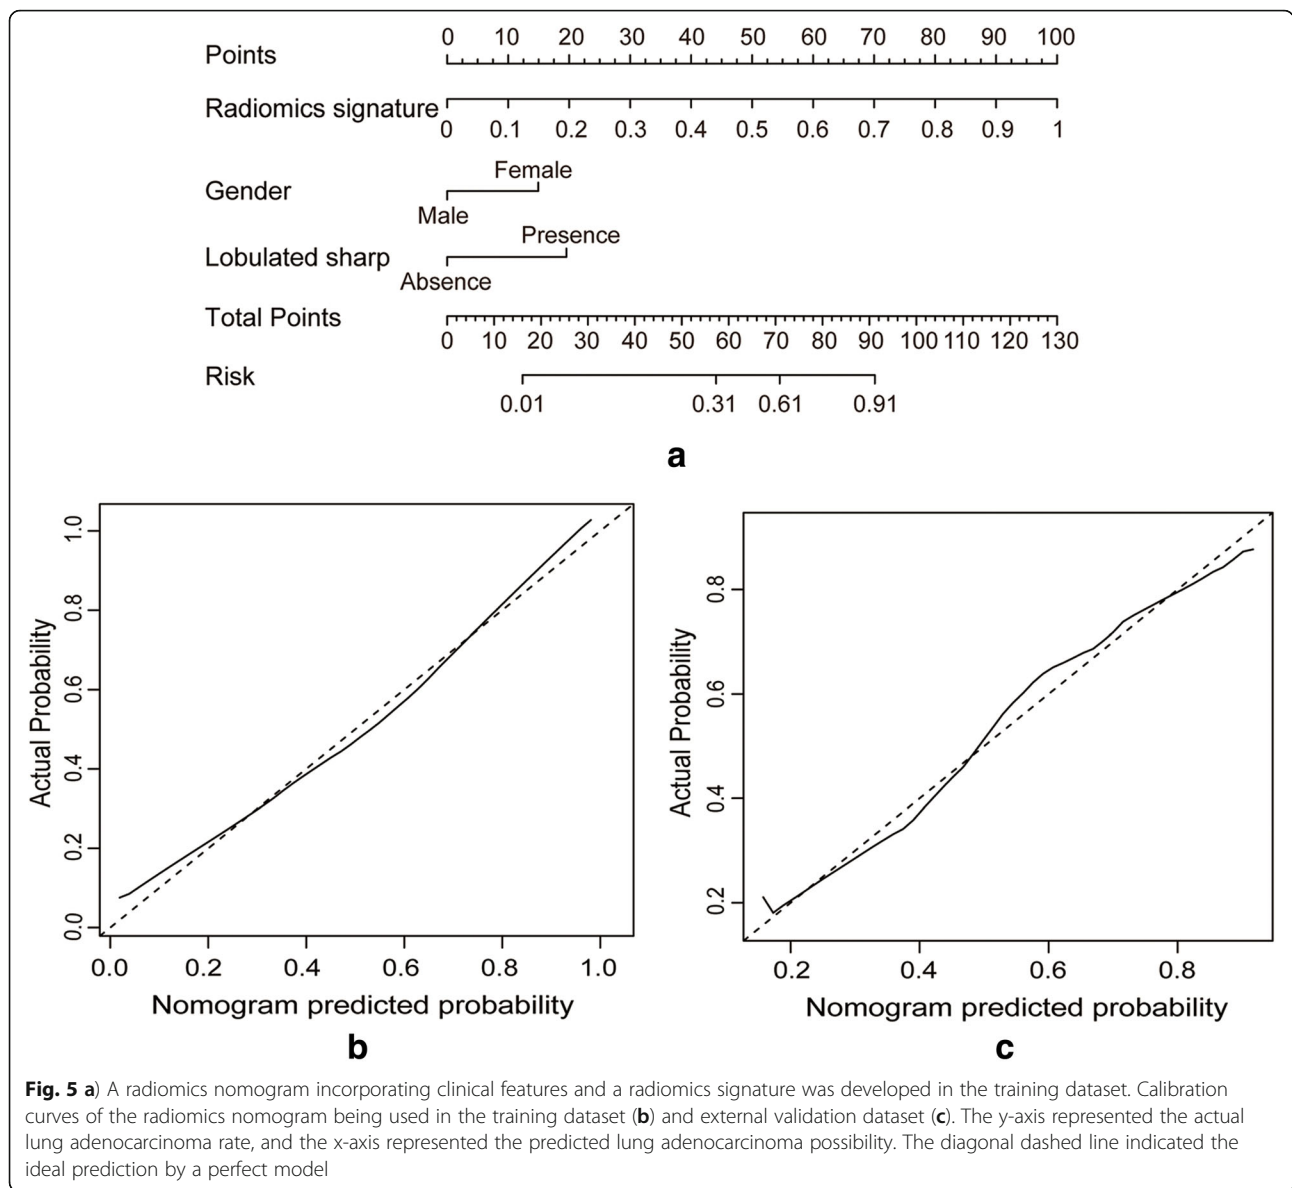 Points 0 10 20 30 40 50 60 70 80 90 100
Radiomics signature
0 0.1 0.2 0.3 0.4 0.5 0.6 0.7 0.8 0.9 1
Female
Gender
Male
Presence
Lobulated sharp
Absence
Total Points
0 10 20 30 40 50 60 70 80 90 100 110 120 130
Risk
0.01 0.31 0.61 0.91
a
Actual Probability
0.0 0.2 0.4 0.6 0.8 1.0
0.0 0.2 0.4 0.6 0.8 1.0
Nomogram predicted probability
b
Actual Probability
0.2 0.4 0.6 0.8
0.2 0.4 0.6 0.8
Nomogram predicted probability
c
Fig. 5 a) A radiomics nomogram incorporating clinical features and a radiomics signature was developed in the training dataset. Calibration
curves of the radiomics nomogram being used in the training dataset (b) and external validation dataset (c). The y-axis represented the actual
lung adenocarcinoma rate, and the x-axis represented the predicted lung adenocarcinoma possibility. The diagonal dashed line indicated the
ideal prediction by a perfect model